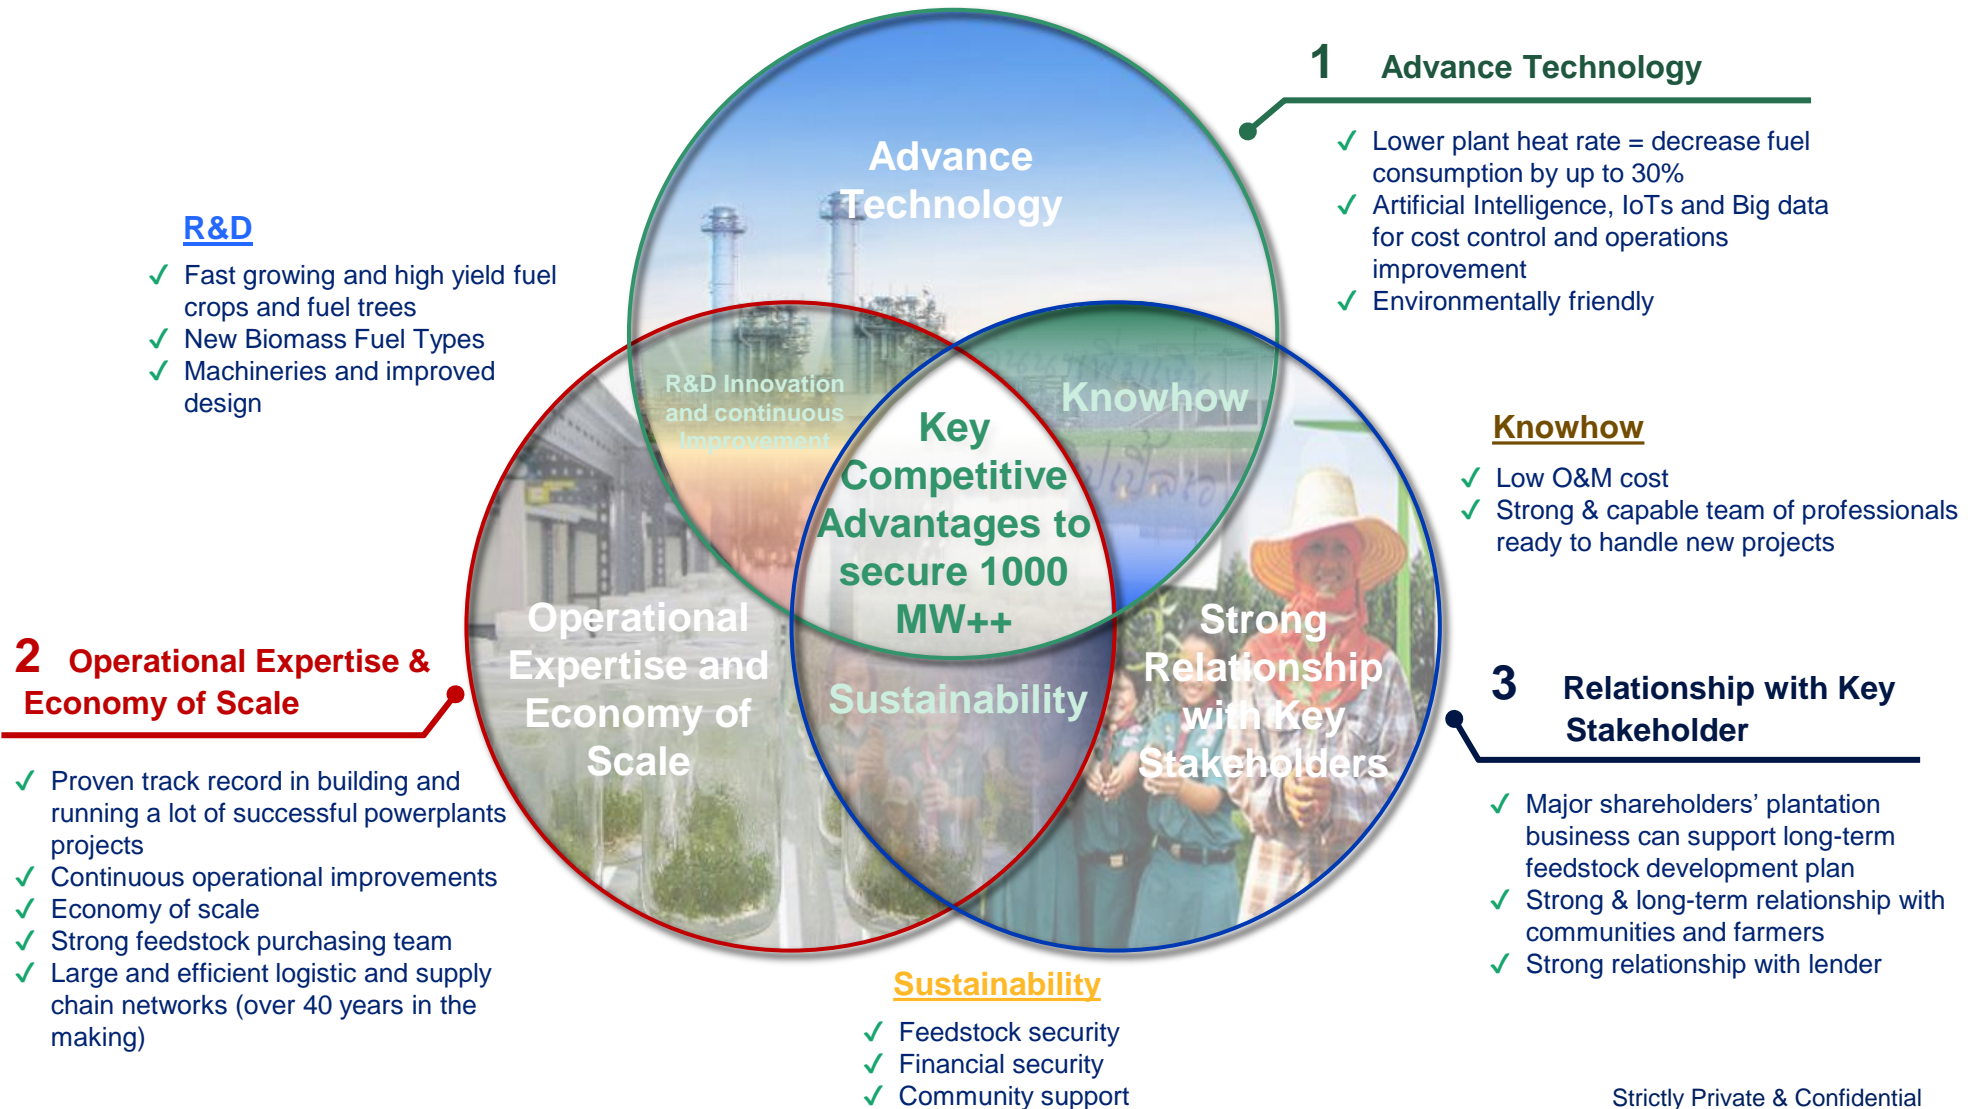 1 Advance Technology
✓ Lower plant heat rate = decrease fuel
consumption by up to 30%
✓ Artificial Intelligence, IoTs and Big data
for cost control and operations
improvement
✓ Environmentally friendly
R&D
✓ Fast growing and high yield fuel
crops and fuel trees
✓ New Biomass Fuel Types
✓ Machineries and improved
design
Advance
Technology
R&D Innovation
and continuous
Improvement
Knowhow
Key
Competitive
Advantages to
secure 1000
MW++
Operational
Expertise and
Economy of
Scale
Sustainability
Strong
Relationship
with Key
Stakeholders
Knowhow
✓ Low O&M cost
✓ Strong & capable team of professionals
ready to handle new projects
2 Operational Expertise &
Economy of Scale
✓ Proven track record in building and
running a lot of successful powerplants
projects
✓ Continuous operational improvements
✓ Economy of scale
✓ Strong feedstock purchasing team
✓ Large and efficient logistic and supply
chain networks (over 40 years in the
making)
3 Relationship with Key
Stakeholder
✓ Major shareholders’ plantation
business can support long-term
feedstock development plan
✓ Strong & long-term relationship with
communities and farmers
✓ Strong relationship with lender
Sustainability
✓ Feedstock security
✓ Financial security
✓ Community support
Strictly Private & Confidential